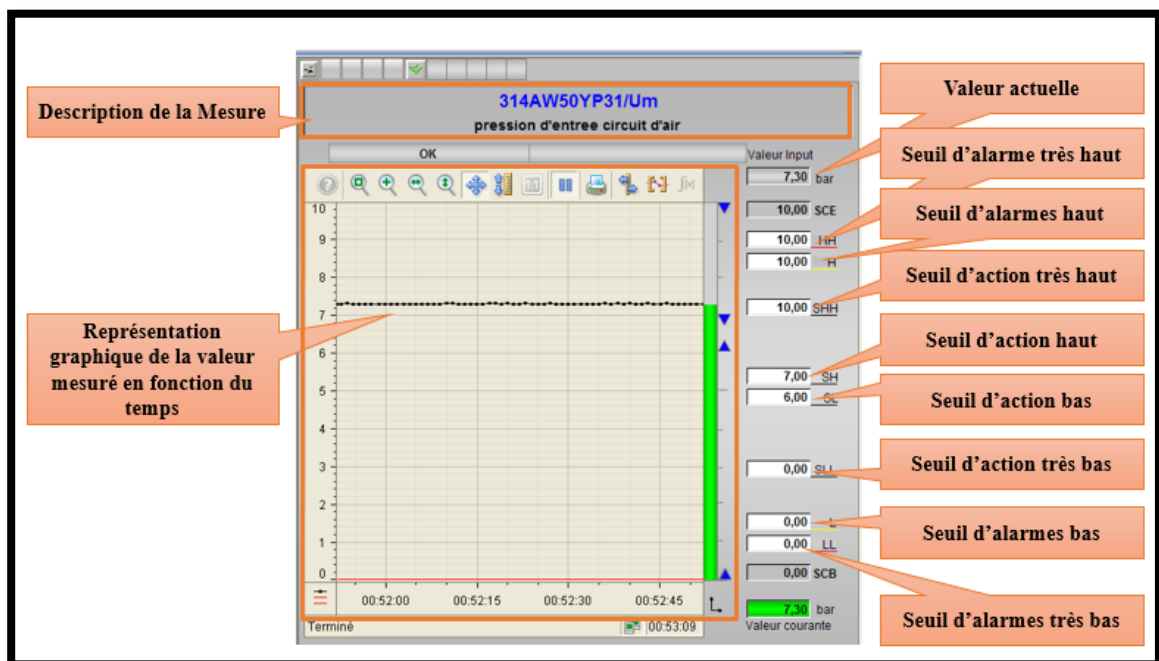 314AW50YP31/Um
pression d'entree circuit d'air
Description de la Mesure
OK
Valeur Input
7,30 bar
10,00 SCE
10,00 HH
10,00 H
10,00 SHH
7,00 SH
6,00 SL
0,00 SLL
0,00 L
0,00 LL
0,00 SCB
7,30 bar
Valeur courante
10
9
8
7
6
5
4
3
2
1
0
00:52:00 00:52:15 00:52:30 00:52:45
Terminé
00:53:09
Représentation
graphique de la valeur
mesuré en fonction du
temps
Valeur actuelle
Seuil d'alarme très haut
Seuil d'alarmes haut
Seuil d'action très haut
Seuil d'action haut
Seuil d'action bas
Seuil d'action très bas
Seuil d'alarmes bas
Seuil d'alarmes très bas